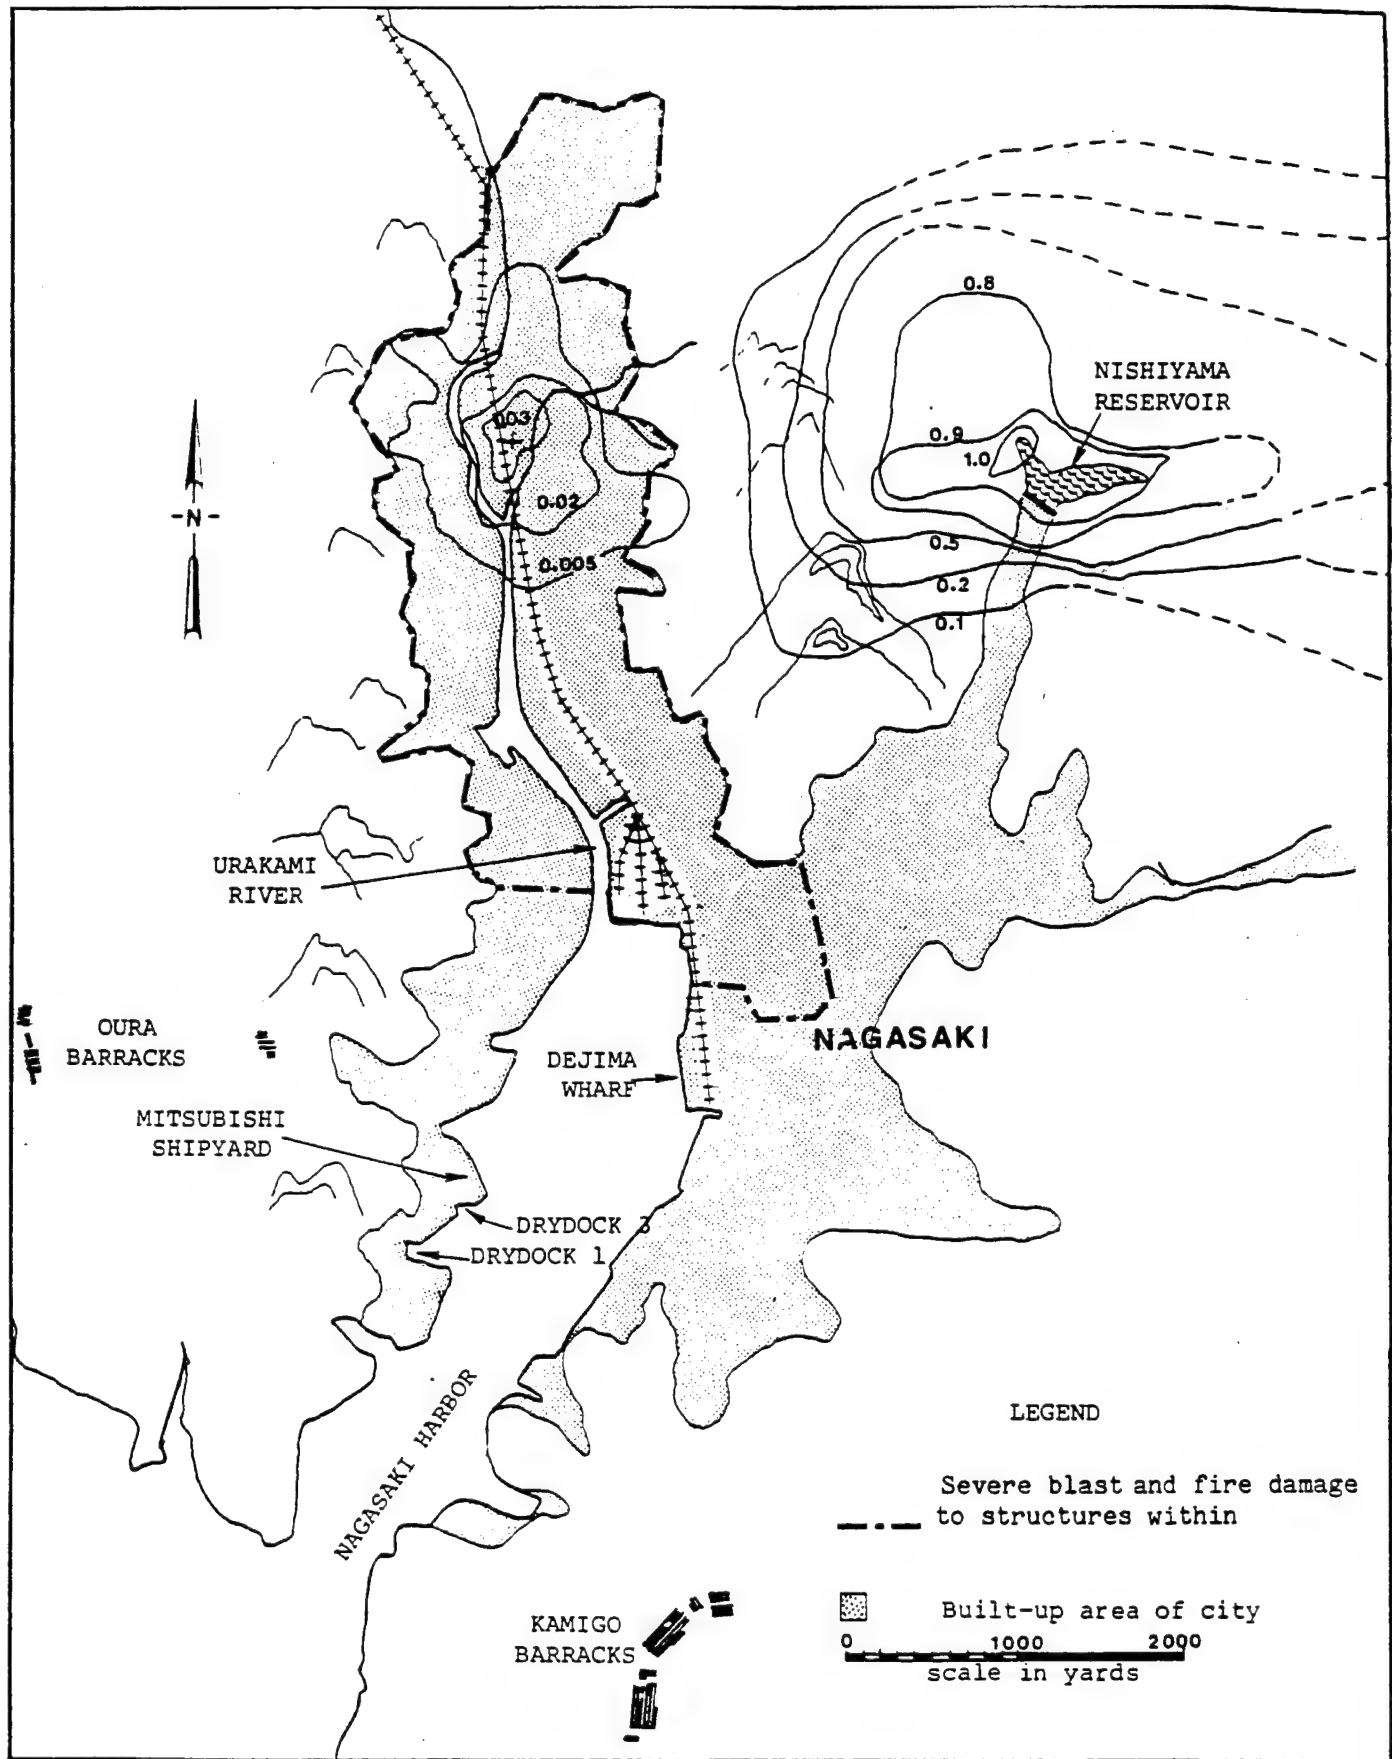 0.8
NISHIYAMA
RESERVOIR
0.9
1.0
0.03
0.02
N
0.5
0.005
0.2
0.1
URAKAMI
RIVER
OURA
BARRACKS
NAGASAKI
DEJIMA
WHARF
MITSUBISHI
SHIPYARD
DRYDOCK 3
DRYDOCK 1
NAGASAKI HARBOR
LEGEND
Severe blast and fire damage
to structures within
Built-up area of city
0 1000 2000
scale in yards
KAMIGO
BARRACKS